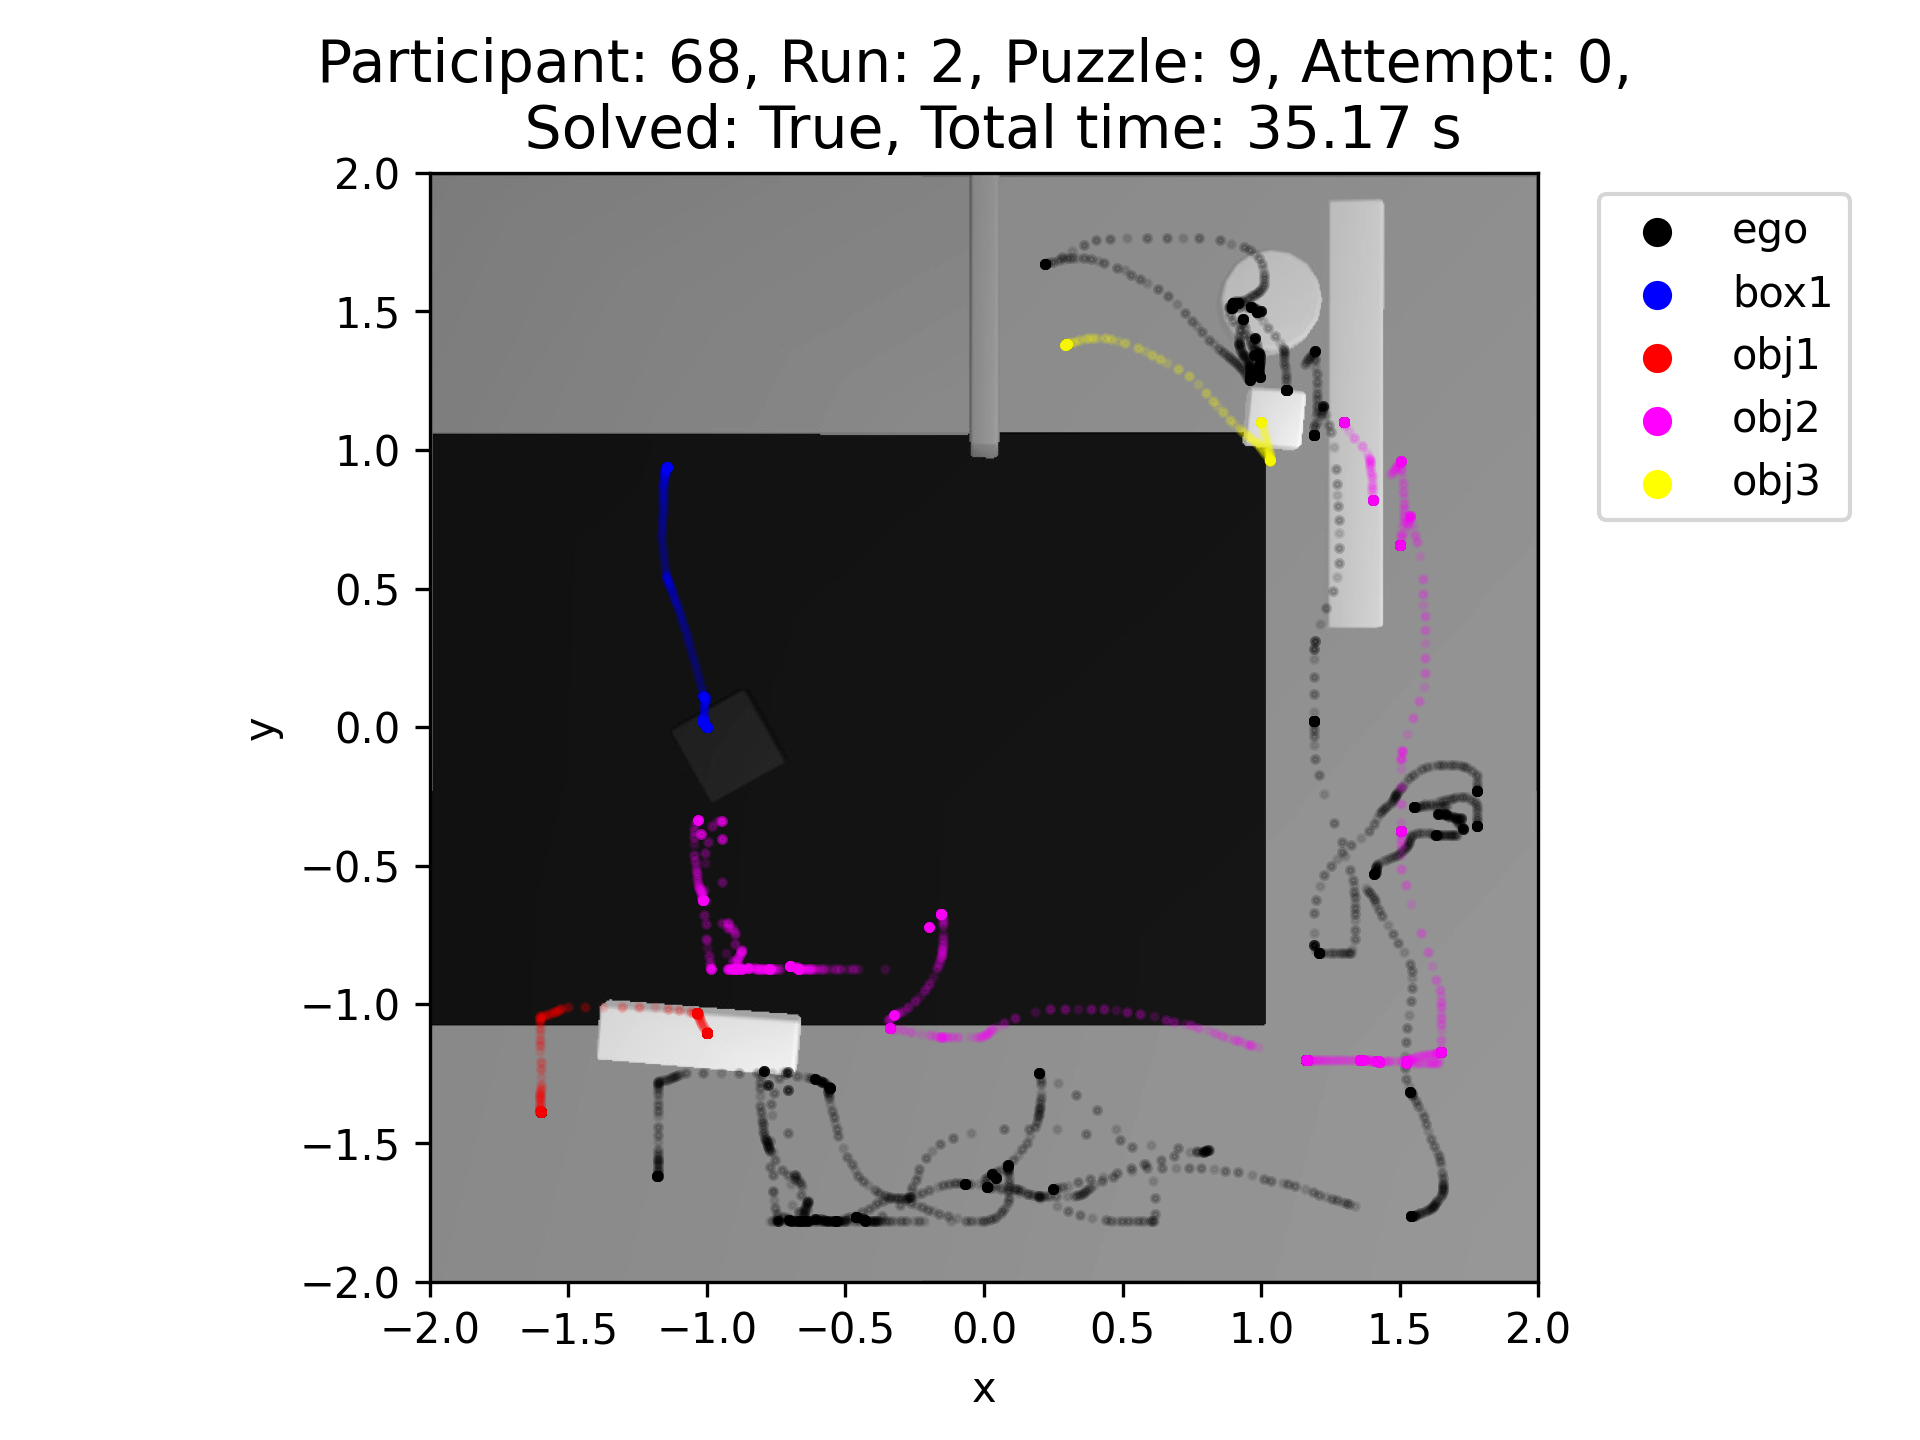 Participant: 68, Run: 2, Puzzle: 9, Attempt: 0,
Solved: True, Total time: 35.17 s
ego
box1
obj1
obj2
obj3
2.0
1.5
1.0
0.5
0.0
−0.5
−1.0
−1.5
−2.0
y
−2.0 −1.5 −1.0 −0.5 0.0 0.5 1.0 1.5 2.0
x